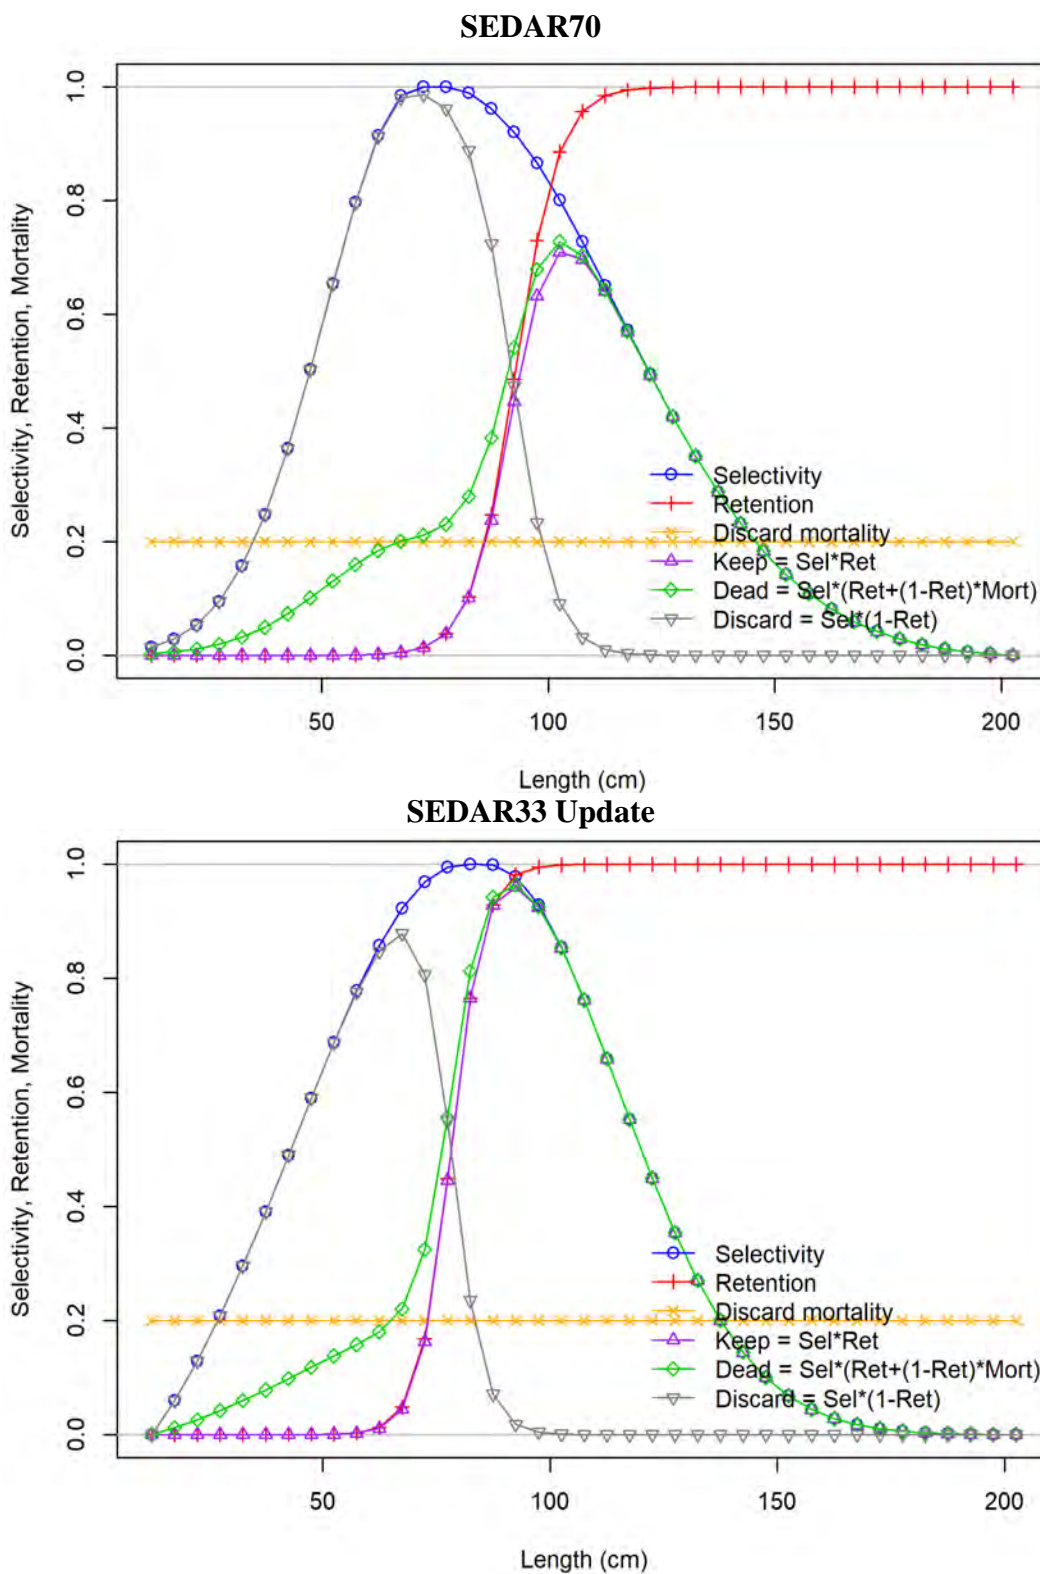 SEDAR70
Selectivity, Retention, Mortality
1.0
0.8
0.6
0.4
0.2
0.0
Selectivity
Retention
Discard mortality
Keep = Sel*Ret
Dead = Sel*(Ret+(1-Ret)*Mort)
Discard = Sel*(1-Ret)
50 100 150 200
Length (cm)
SEDAR33 Update
Selectivity, Retention, Mortality
1.0
0.8
0.6
0.4
0.2
0.0
Selectivity
Retention
Discard mortality
Keep = Sel*Ret
Dead = Sel*(Ret+(1-Ret)*Mort)
Discard = Sel*(1-Ret)
50 100 150 200
Length (cm)